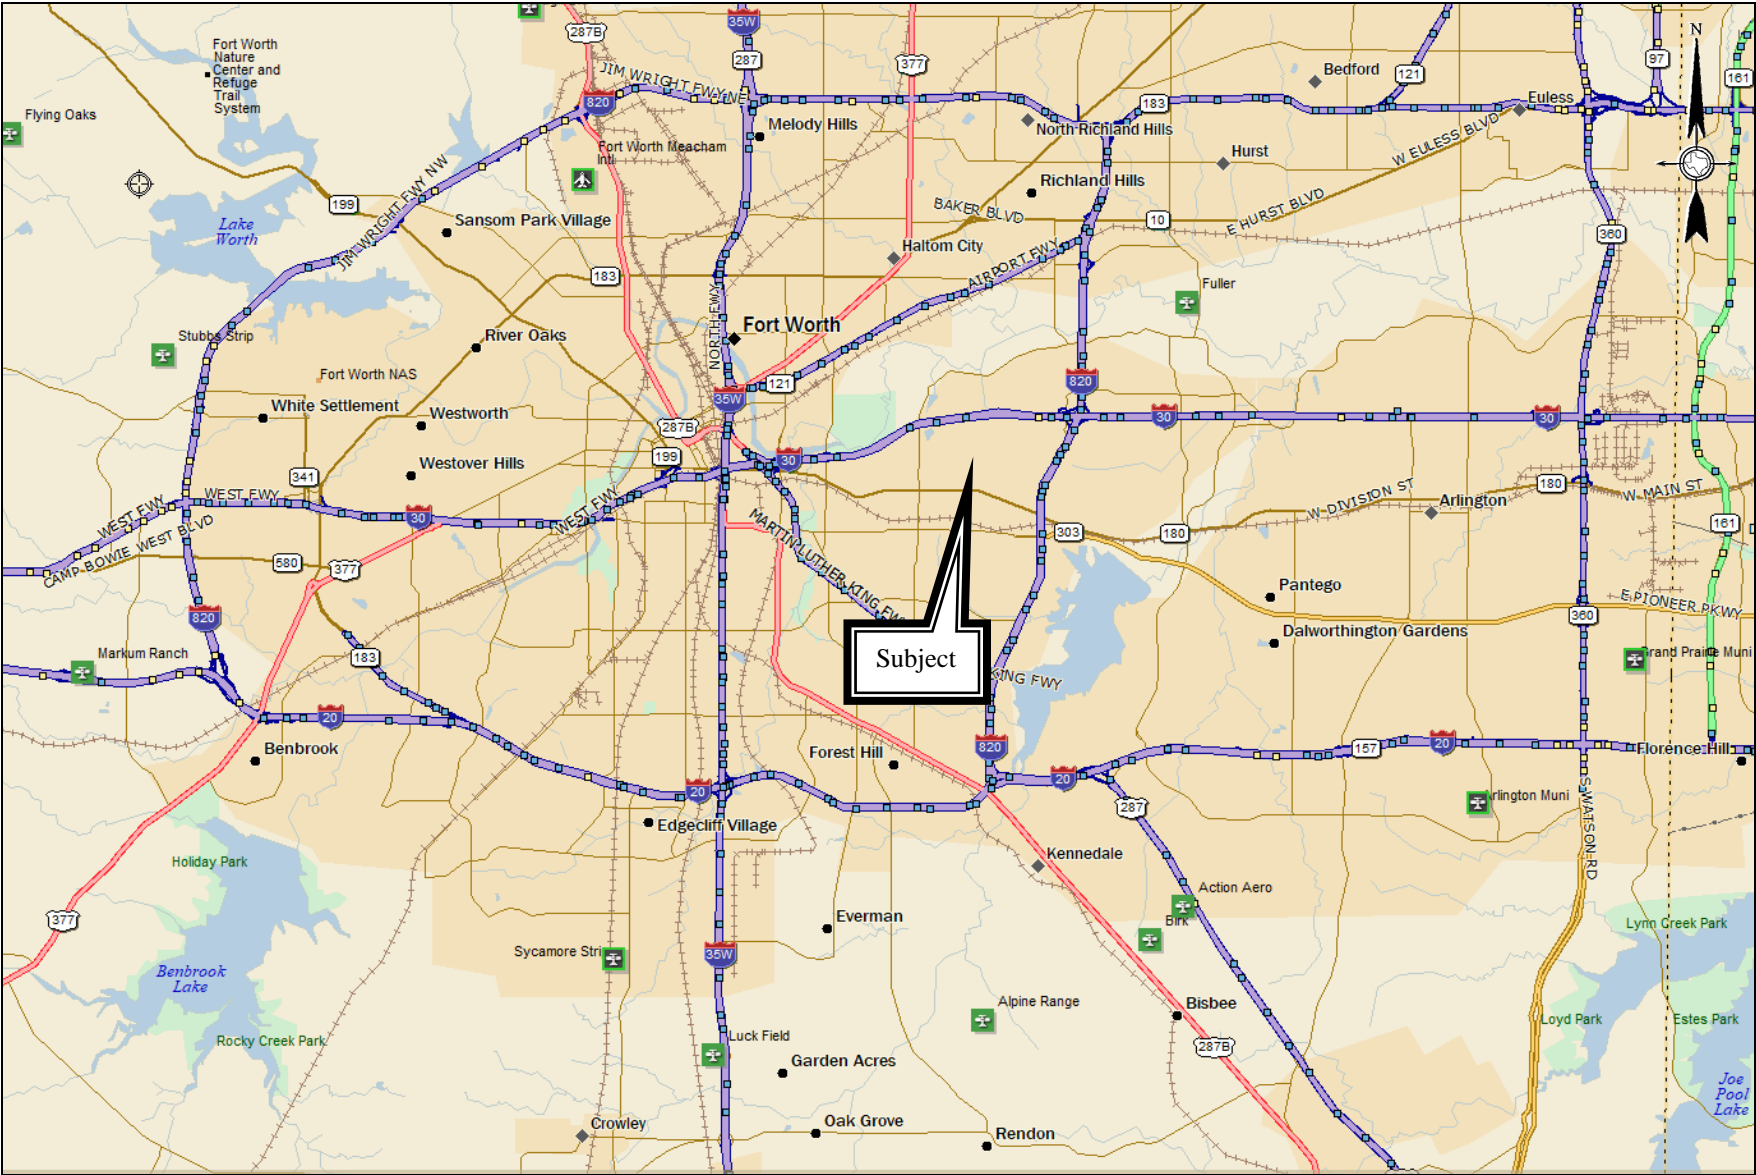 287B
35W
Fort Worth
Nature
Center and
Refuge
Trail
System
287
377
JIM WRIGHT FWY NE
820
Bedford
121
97
N
161
Flying Oaks
183
Euless
Melody Hills
North Richland Hills
W EULESS BLVD
Fort Worth Meacham
Intl
Hurst
JIM WRIGHT FWY NW
Richland Hills
199
Sansom Park Village
BAKER BLVD
10
E HURST BLVD
Lake
Worth
360
Haltom City
AIRPORT FWY
183
Fuller
NORTH FWY
Fort Worth
Stubbs Strip
River Oaks
Fort Worth NAS
121
820
White Settlement
Westworth
35W
287B
30
30
199
30
Westover Hills
341
WEST FWY
WEST FWY
WEST FWY
30
180
W MAIN ST
W DIVISION ST
Arlington
MARTIN LUTHER KING FWY
303
180
161
CAMP BOWIE WEST BLVD
580
377
Pantego
E PIONEER PKWY
820
360
Dalworthington Gardens
Subject
Markum Ranch
183
KING FWY
Grand Prairie Muni
20
820
157
20
Florence Hill
Benbrook
Forest Hill
20
20
287
Arlington Muni
S WATSON RD
Edgecliff Village
Holiday Park
Kennedale
Action Aero
377
Everman
Birk
Lynn Creek Park
Sycamore Stri
35W
Benbrook
Lake
Alpine Range
Bisbee
Loyd Park
Estes Park
Rocky Creek Park
Luck Field
287B
Garden Acres
Joe
Pool
Lake
Crowley
Oak Grove
Rendon